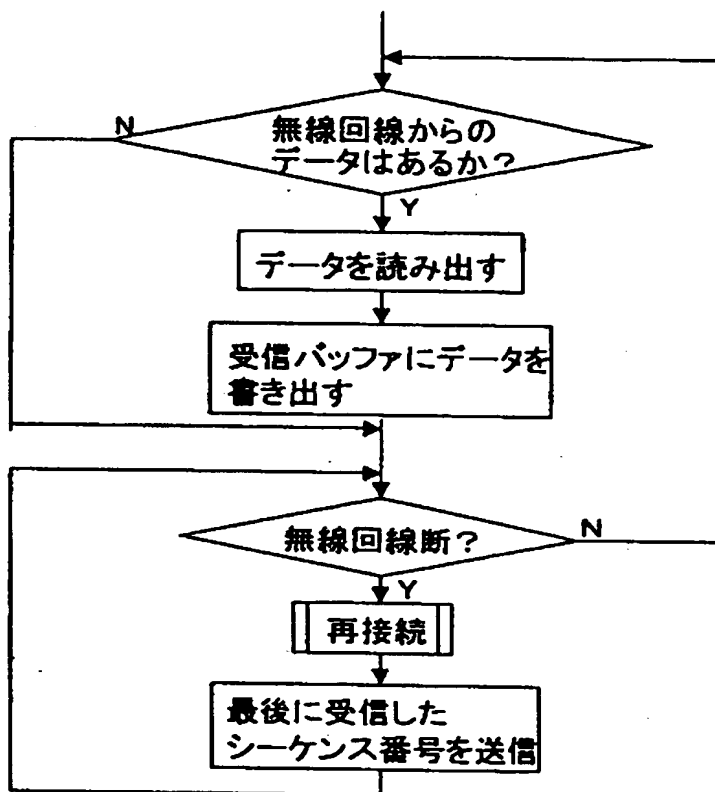 無線回線からの
N
データはあるか?
Y
データを読み出す
受信バッファにデータを
書き出す
無線回線断?
N
Y
再接続
最後に受信した
シーケンス番号を送信